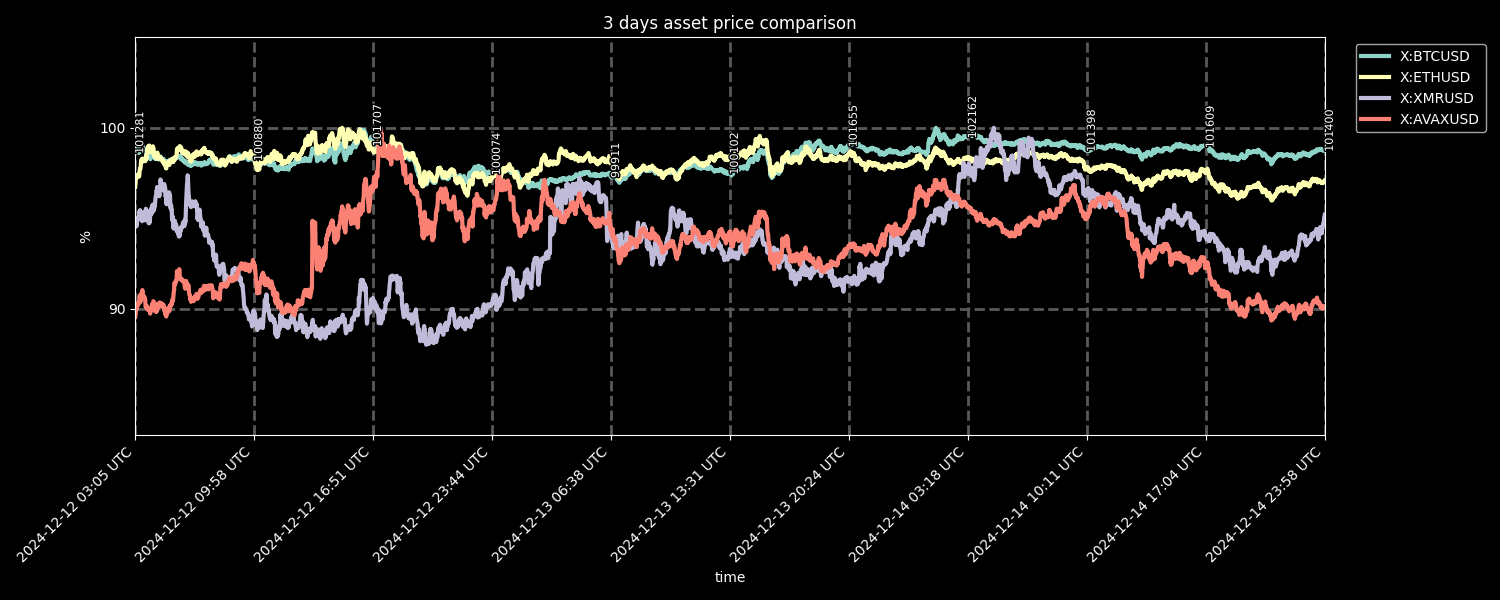 3 days asset price comparison
X:BTCUSD
X:ETHUSD
X:XMRUSD
X:AVAXUSD
100
90
%
101281
100880
101707
100074
99911
100102
101655
102162
101398
101609
101400
2024-12-12 03:05 UTC
2024-12-12 09:58 UTC
2024-12-12 16:51 UTC
2024-12-12 23:44 UTC
2024-12-13 06:38 UTC
2024-12-13 13:31 UTC
2024-12-13 20:24 UTC
2024-12-14 03:18 UTC
2024-12-14 10:11 UTC
2024-12-14 17:04 UTC
2024-12-14 23:58 UTC
time